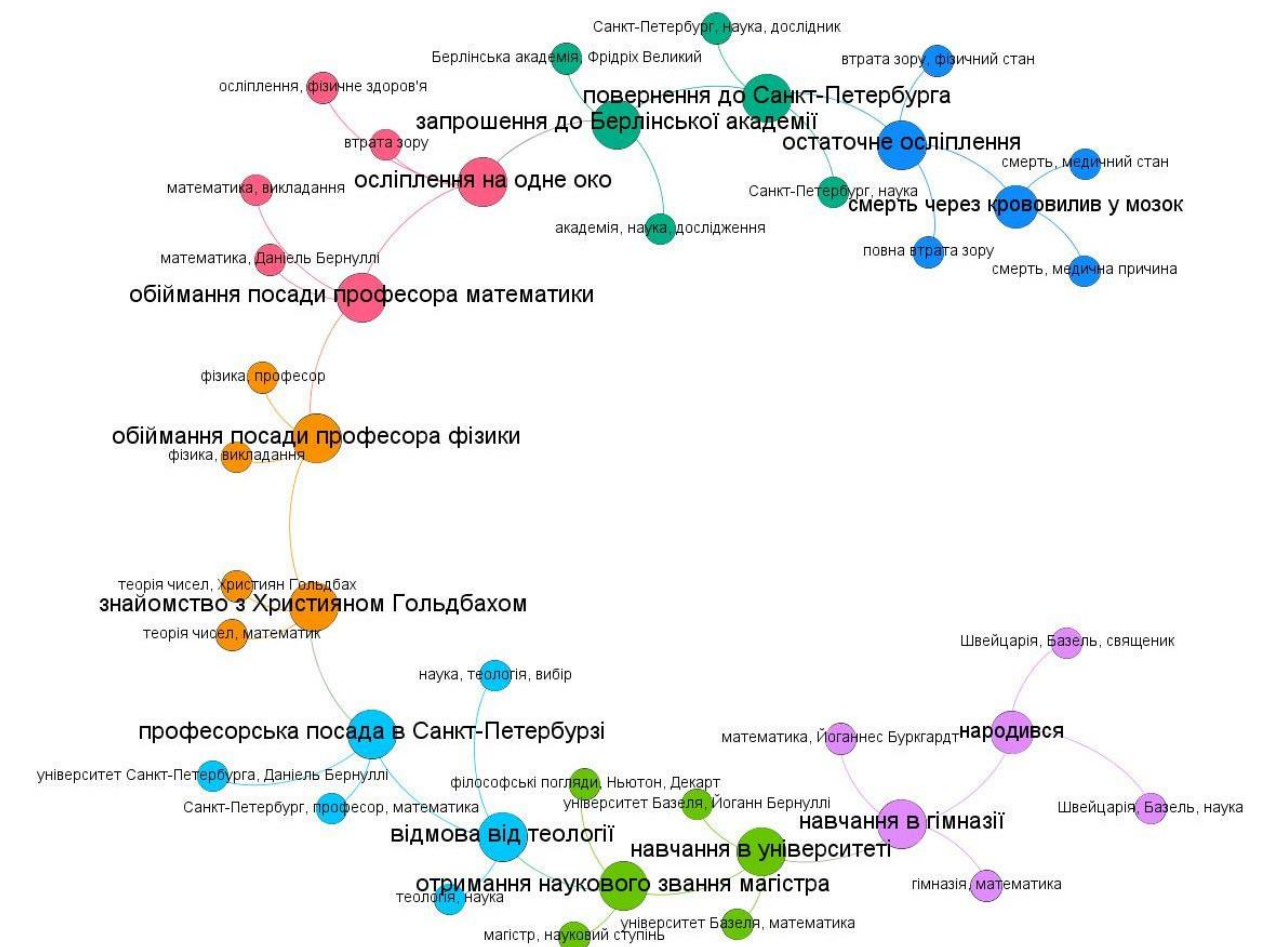 Санкт-Петербург, наука, дослідник
Берлінська академія, Фрідріх Великий
втрата зору, фізичний стан
осліплення, фізичне здоров'я
повернення до Санкт-Петербурга
запрошення до Берлінської академії
втрата зору
остаточне осліплення
смерть, медичний стан
осліплення на одне око
математика, викладання
Санкт-Петербург, наука
смерть через крововилив у мозок
академія, наука, дослідження
повна втрата зору
математика, Даніель Бернуллі
смерть, медична причина
обіймання посади професора математики
фізика, професор
обіймання посади професора фізики
фізика, викладання
теорія чисел, Християн Гольдбах
знайомство з Християном Гольдбахом
теорія чисел, математик
Швейцарія, Базель, священик
наука, теологія, вибір
професорська посада в Санкт-Петербурзі
математика, Йоганнес Буркгардт
народився
університет Санкт-Петербурга, Даніель Бернуллі
філософські погляди, Ньютон, Декарт
Санкт-Петербург, професор, математика
університет Базеля, Йоганн Бернуллі
Швейцарія, Базель, наука
навчання в гімназії
відмова від теології
навчання в університеті
отримання наукового звання магістра
гімназія, математика
теологія, наука
університет Базеля, математика
магістр, науковий ступінь